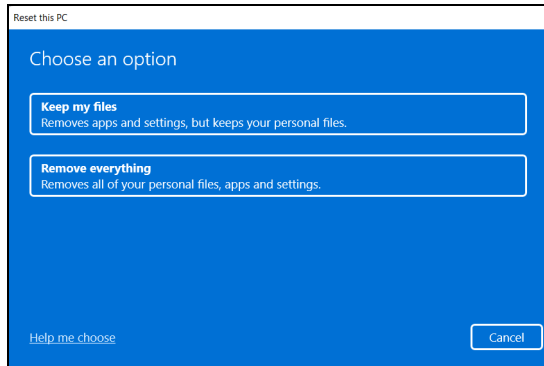 Reset this PC
Choose an option
Keep my files
Removes apps and settings, but keeps your personal files.
Remove everything
Removes all of your personal files, apps and settings.
Help me choose
Cancel